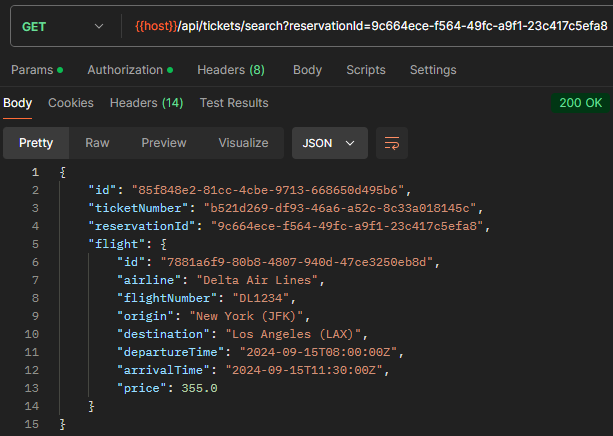 GET {{host}}/api/tickets/search?reservationId=9c664ece-f564-49fc-a9f1-23c417c5efa8
Params Authorization Headers (8) Body Scripts Settings
Body Cookies Headers (14) Test Results 200 OK
Pretty Raw Preview Visualize JSON
1 {
2 "id": "85f848e2-81cc-4cbe-9713-668650d495b6",
3 "ticketNumber": "b521d269-df93-46a6-a52c-8c33a018145c",
4 "reservationId": "9c664ece-f564-49fc-a9f1-23c417c5efa8",
5 "flight": {
6 "id": "7881a6f9-80b8-4807-940d-47ce3250eb8d",
7 "airline": "Delta Air Lines",
8 "flightNumber": "DL1234",
9 "origin": "New York (JFK)",
10 "destination": "Los Angeles (LAX)",
11 "departureTime": "2024-09-15T08:00:00Z",
12 "arrivalTime": "2024-09-15T11:30:00Z",
13 "price": 355.0
14 }
15 }